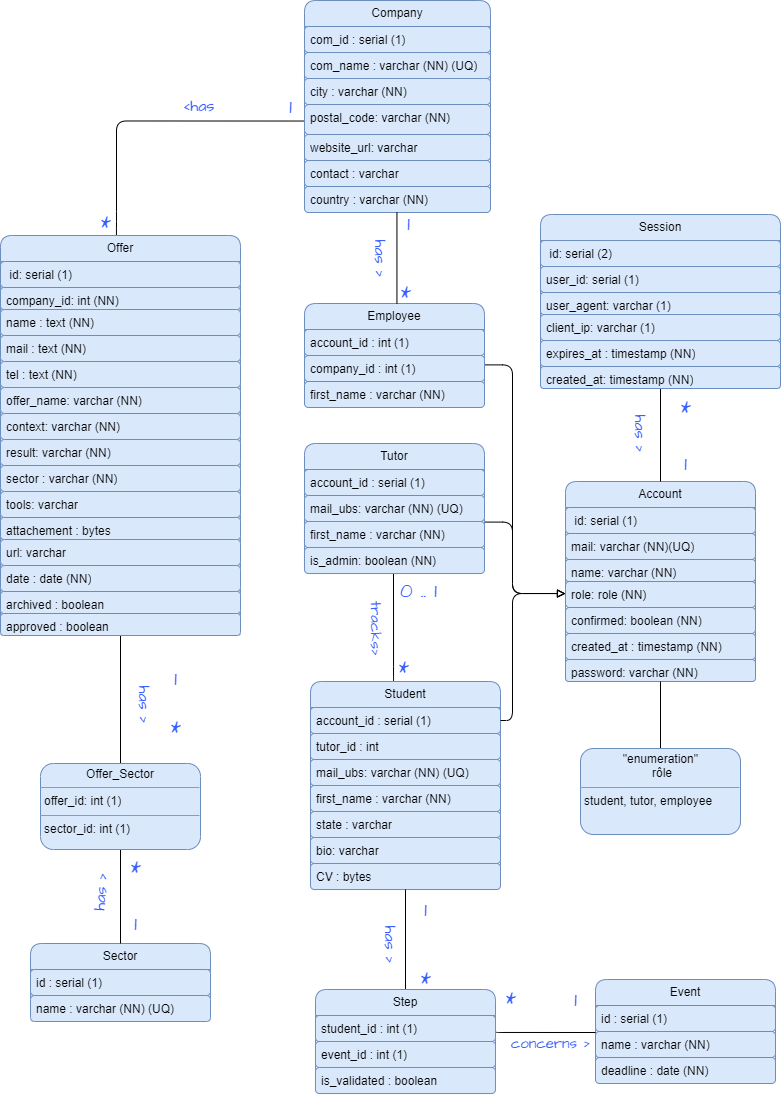 Company
com_id : serial (1)
com_name : varchar (NN) (UQ)
city : varchar (NN)
postal_code: varchar (NN)
website_url: varchar
contact : varchar
country : varchar (NN)
<has
1
*
Offer
id: serial (1)
company_id: int (NN)
name : text (NN)
mail : text (NN)
tel : text (NN)
offer_name: varchar (NN)
context: varchar (NN)
result: varchar (NN)
sector : varchar (NN)
tools: varchar
attachement : bytes
url: varchar
date : date (NN)
archived : boolean
approved : boolean
1
has >
*
Employee
account_id : int (1)
company_id : int (1)
first_name : varchar (NN)
Session
id: serial (2)
user_id: serial (1)
user_agent: varchar (1)
client_ip: varchar (1)
expires_at : timestamp (NN)
created_at: timestamp (NN)
*
has >
1
Tutor
account_id : serial (1)
mail_ubs: varchar (NN) (UQ)
first_name : varchar (NN)
is_admin: boolean (NN)
Account
id: serial (1)
mail: varchar (NN)(UQ)
name: varchar (NN)
role: role (NN)
confirmed: boolean (NN)
created_at : timestamp (NN)
password: varchar (NN)
0 .. 1
tracks>
*
Student
account_id : serial (1)
tutor_id : int
mail_ubs: varchar (NN) (UQ)
first_name : varchar (NN)
state : varchar
bio: varchar
CV : bytes
"enumeration"
rôle
student, tutor, employee
1
has >
*
Offer_Sector
offer_id: int (1)
sector_id: int (1)
*
has >
1
Sector
id : serial (1)
name : varchar (NN) (UQ)
1
has >
*
Step
student_id : int (1)
event_id : int (1)
is_validated : boolean
*
1
concerns >
Event
id : serial (1)
name : varchar (NN)
deadline : date (NN)